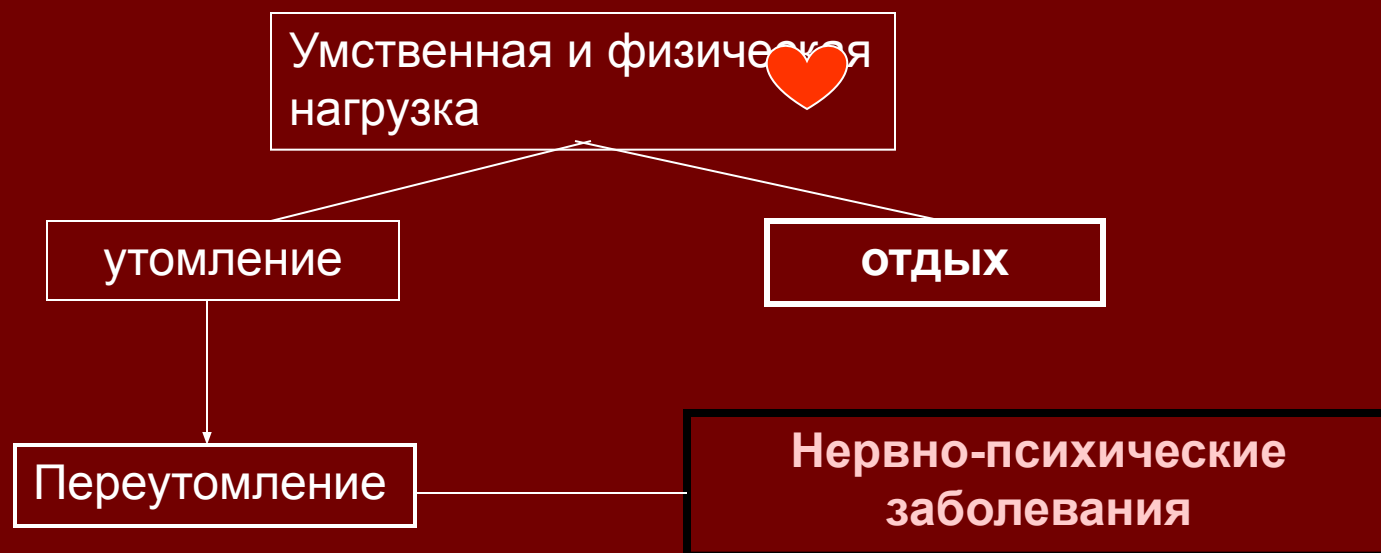 Умственная и физическая
нагрузка
утомление
отдых
Переутомление
Нервно-психические
заболевания